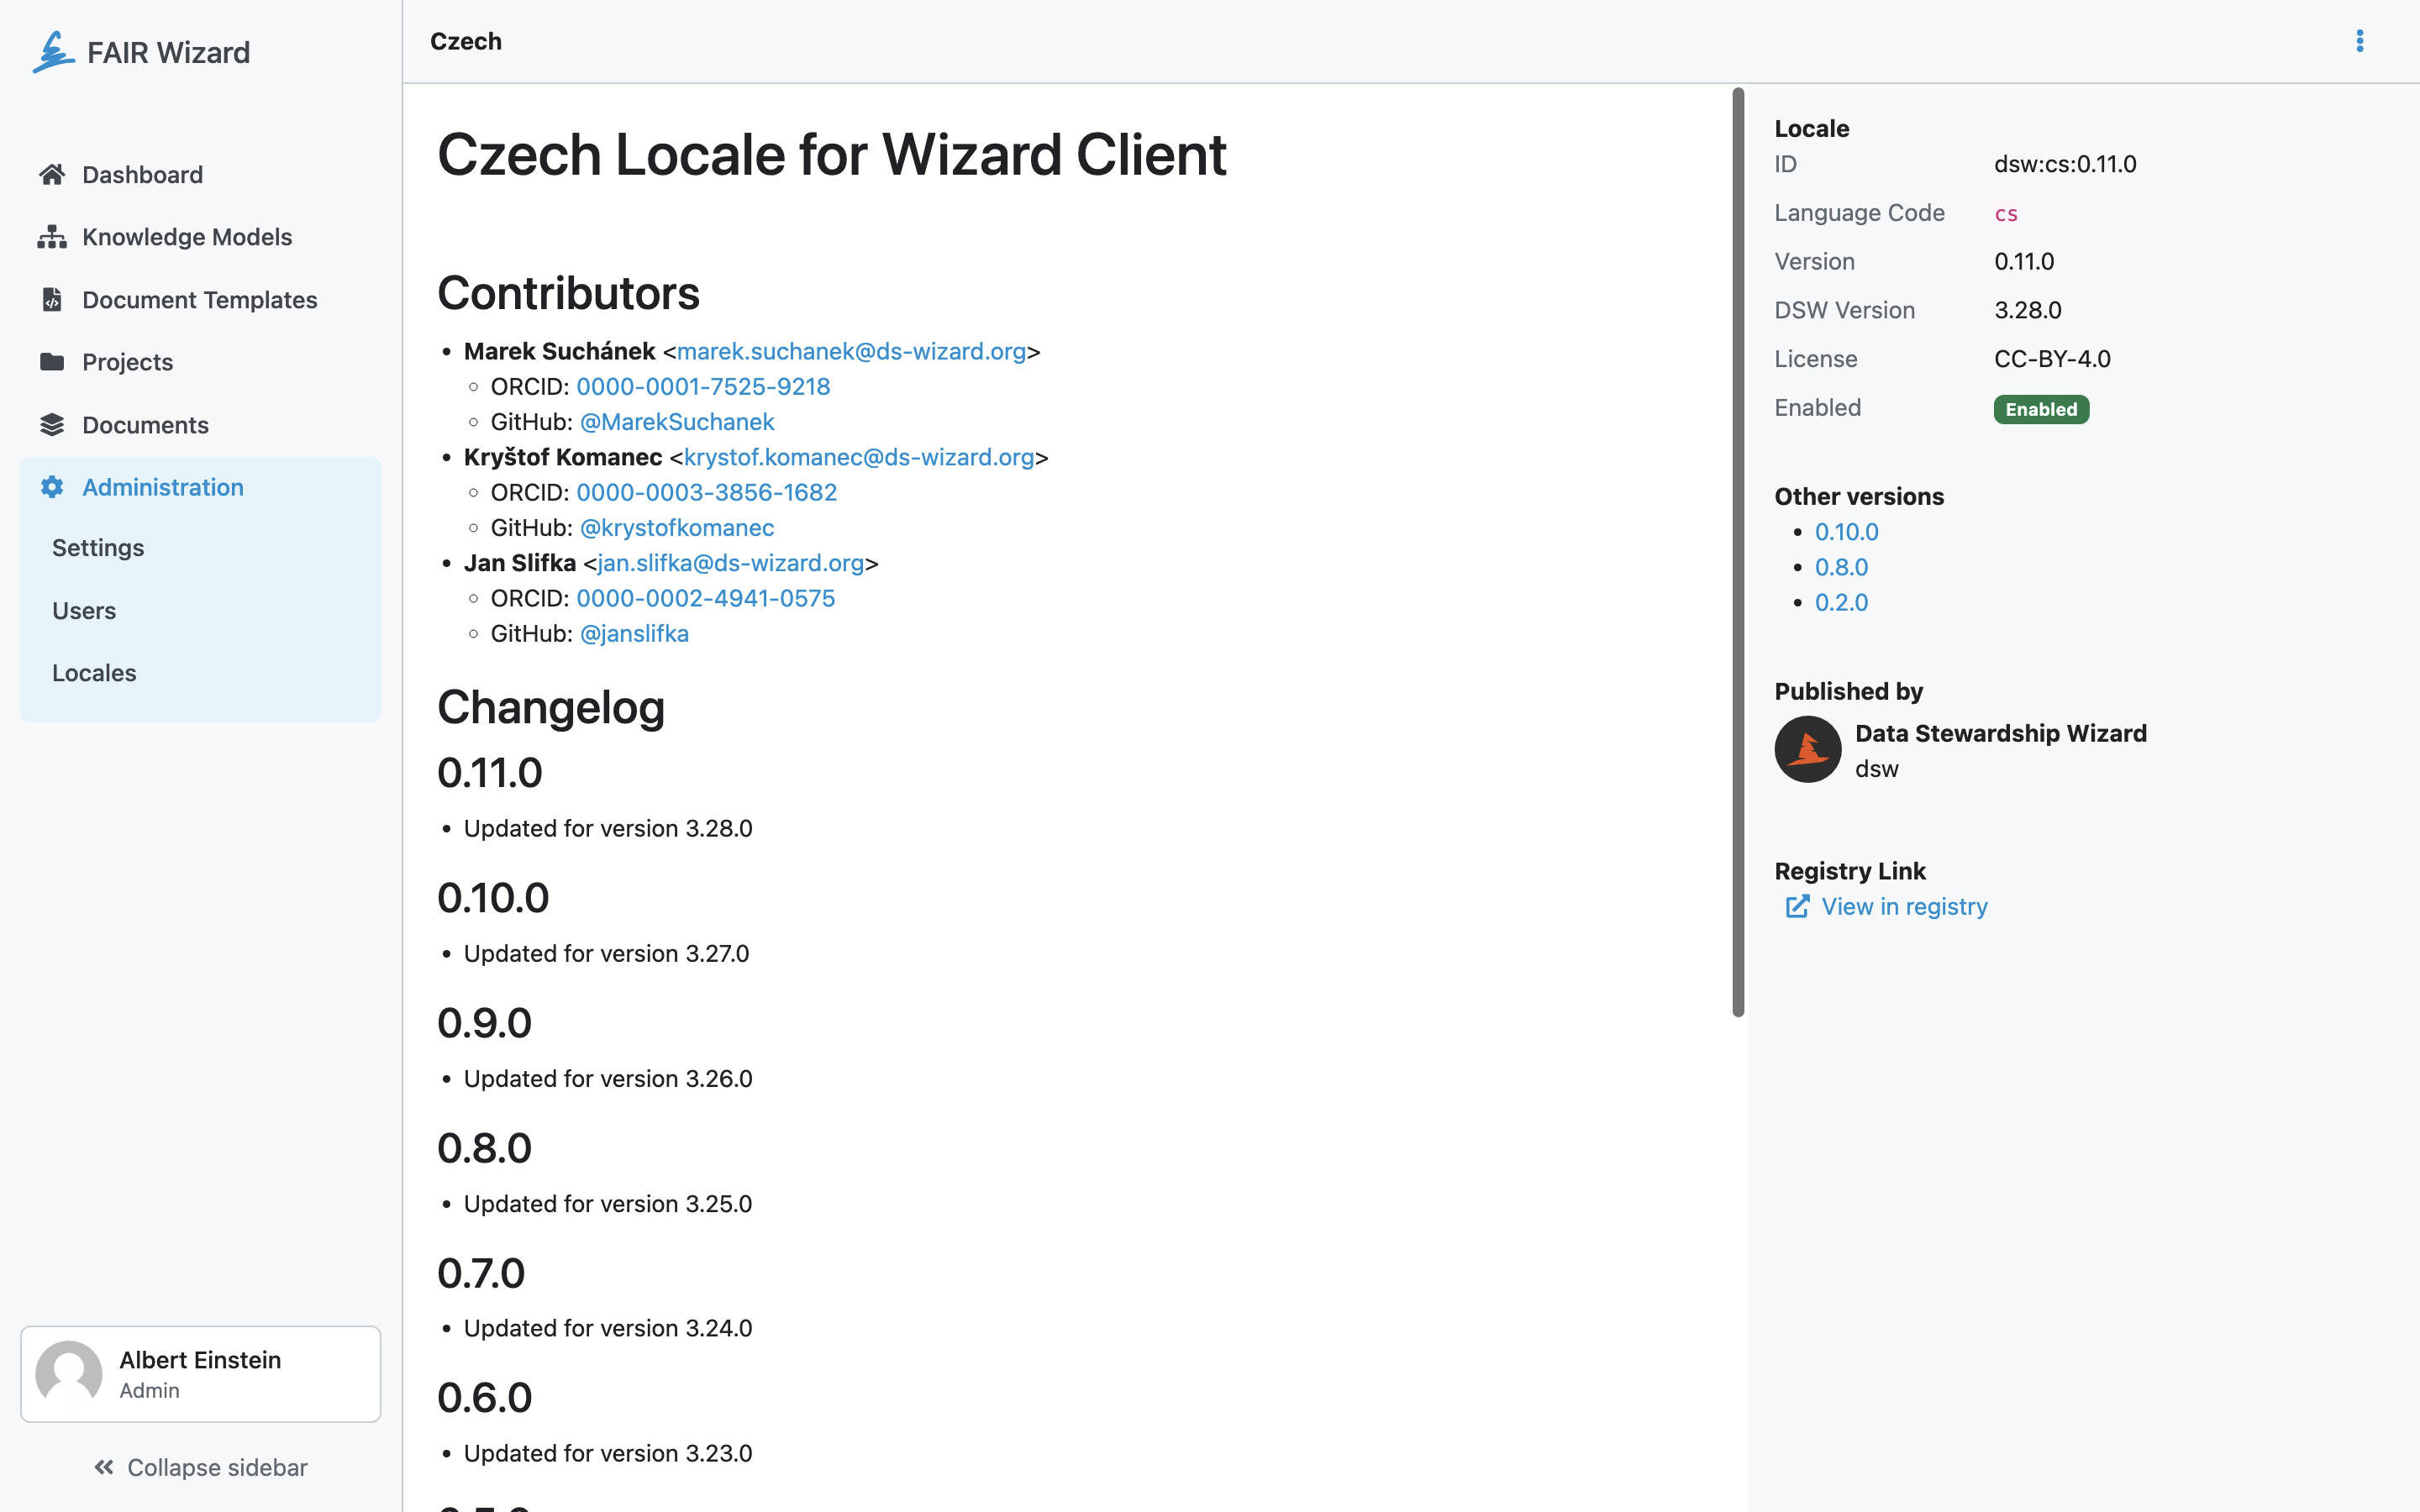 FAIR Wizard
Dashboard
Knowledge Models
Document Templates
Projects
Documents
Administration
Settings
Users
Locales
Albert Einstein
Admin
Collapse sidebar
Czech
Czech Locale for Wizard Client
Contributors
Marek Suchánek <marek.suchanek@ds-wizard.org>
ORCID: 0000-0001-7525-9218
GitHub: @MarekSuchanek
Kryštof Komanec <krystof.komanec@ds-wizard.org>
ORCID: 0000-0003-3856-1682
GitHub: @krystofkomanec
Jan Slifka <jan.slifka@ds-wizard.org>
ORCID: 0000-0002-4941-0575
GitHub: @janslifka
Changelog
0.11.0
Updated for version 3.28.0
0.10.0
Updated for version 3.27.0
0.9.0
Updated for version 3.26.0
0.8.0
Updated for version 3.25.0
0.7.0
Updated for version 3.24.0
0.6.0
Updated for version 3.23.0
Locale
ID dsw:cs:0.11.0
Language Code cs
Version 0.11.0
DSW Version 3.28.0
License CC-BY-4.0
Enabled Enabled
Other versions
0.10.0
0.8.0
0.2.0
Published by
Data Stewardship Wizard
dsw
Registry Link
View in registry